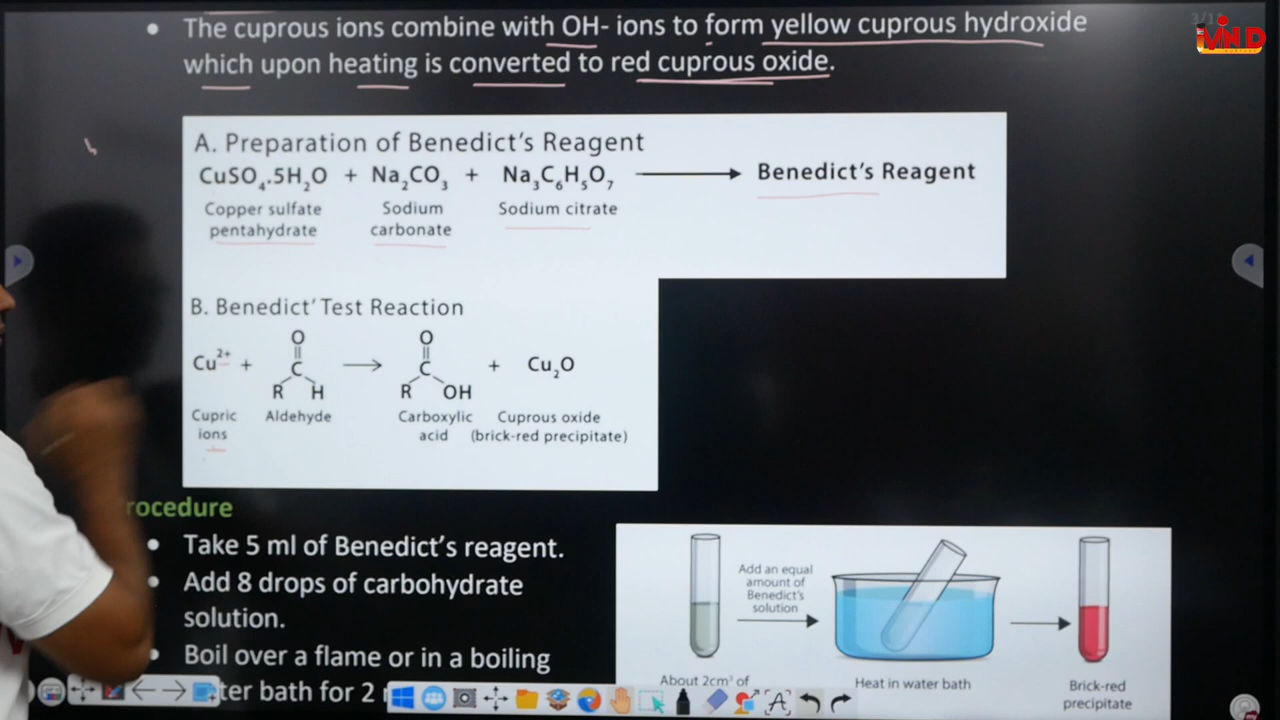 • The cuprous ions combine with OH- ions to form yellow cuprous hydroxide
which upon heating is converted to red cuprous oxide.
3/11
MIND
A. Preparation of Benedict's Reagent
CuSO₄.5H₂O + Na₂CO₃ + Na₃C₆H₅O₇ ⟶ Benedict's Reagent
Copper sulfate pentahydrate
Sodium carbonate
Sodium citrate
B. Benedict' Test Reaction
Cu²⁺ + R C O H ⟶ R C O OH + Cu₂O
Cupric ions
Aldehyde
Carboxylic acid
Cuprous oxide (brick-red precipitate)
rocedure
• Take 5 ml of Benedict's reagent.
• Add 8 drops of carbohydrate
solution.
• Boil over a flame or in a boiling
ter bath for 2
Add an equal
amount of
Benedict's
solution
About 2cm³ of
Heat in water bath
Brick-red
precipitate